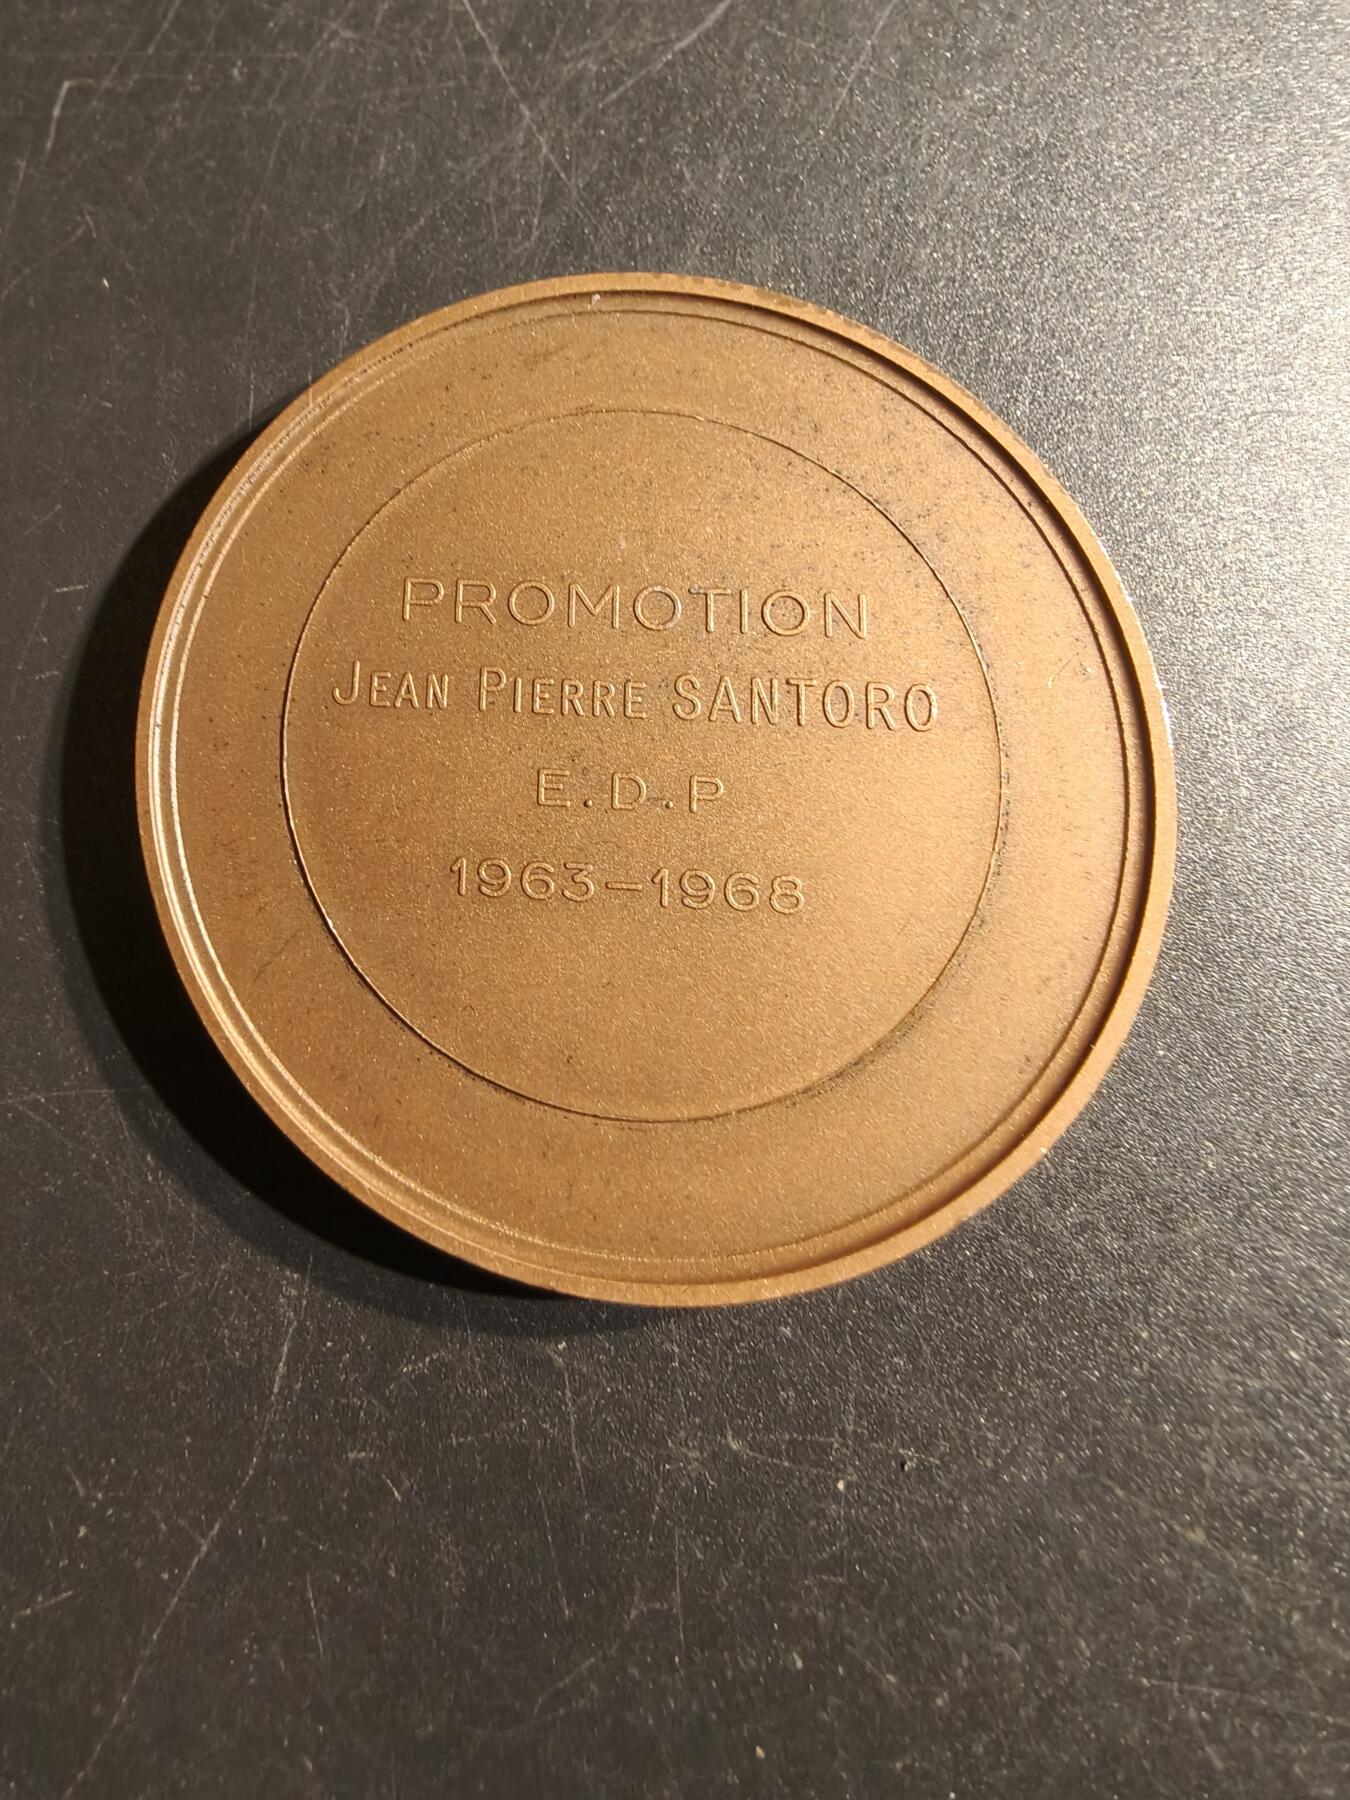 PROMOTION
JEAN PIERRE SANTORO
E.D.P
1963-1968